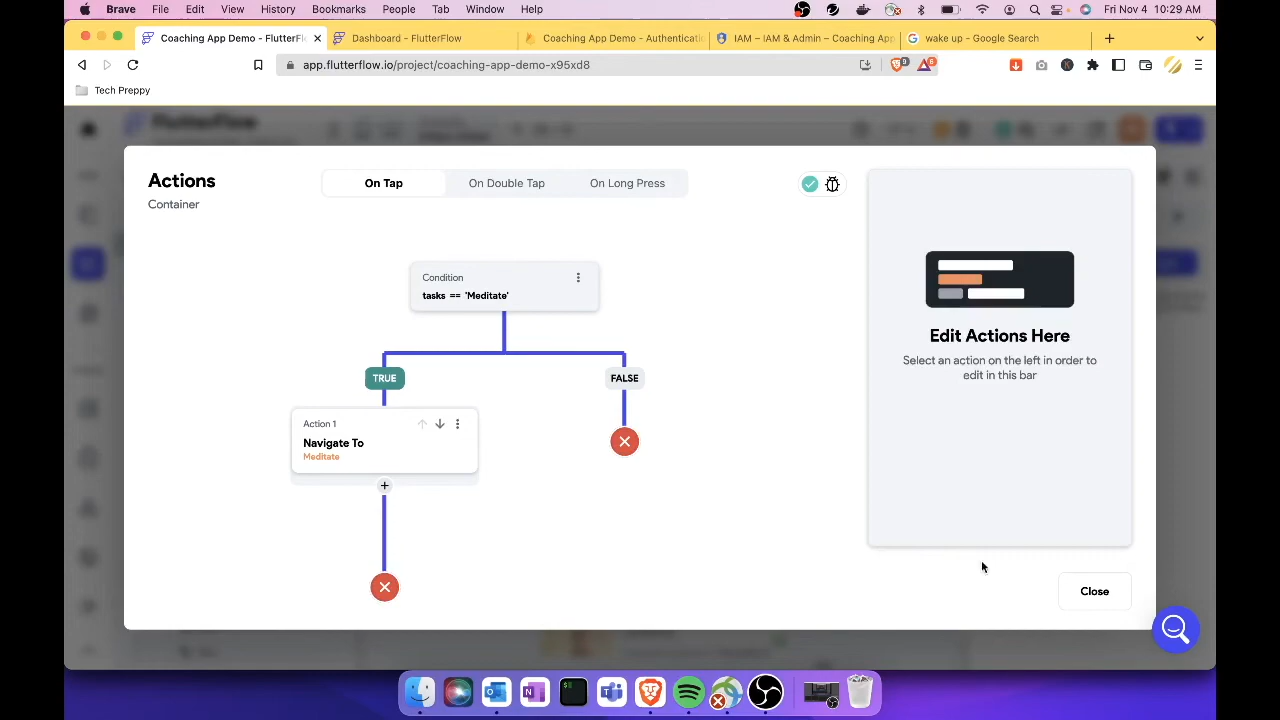 Brave File Edit View History Bookmarks People Tab Window Help Fri Nov 4 10:29 AM
Coaching App Demo - FlutterFl
Dashboard - FlutterFlow
Coaching App Demo - Authenticati
IAM – IAM & Admin – Coaching App
wake up - Google Search
app.flutterflow.io/project/coaching-app-demo-x95xd8
9
6
Tech Preppy
FlutterFlow
Actions
Container
On Tap
On Double Tap
On Long Press
Condition
tasks == 'Meditate'
TRUE
FALSE
Action 1
Navigate To
Meditate
Edit Actions Here
Select an action on the left in order to
edit in this bar
Close